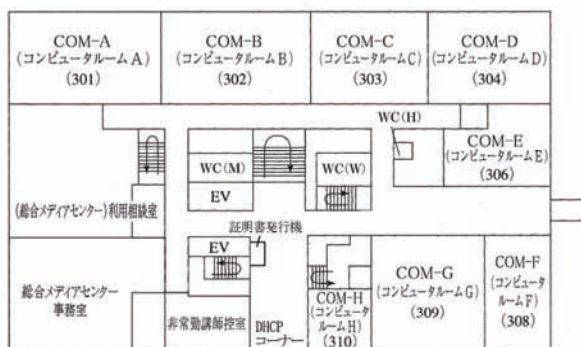 COM-A
(コンピュータルームA)
(301)
COM-B
(コンピュータルームB)
(302)
COM-C
(コンピュータルームC)
(303)
COM-D
(コンピュータルームD)
(304)
WC(H)
COM-E
(コンピュータルームE)
(306)
WC(M)
WC(W)
EV
(総合メディアセンター)利用相談室
証明書発行機
EV
総合メディアセンター
事務室
非常勤講師控室
DHCP
コーナー
COM-H
(コンピュータ
ルームH)
(310)
COM-G
(コンピュータルームG)
(309)
COM-F
(コンピュータ
ルームF)
(308)